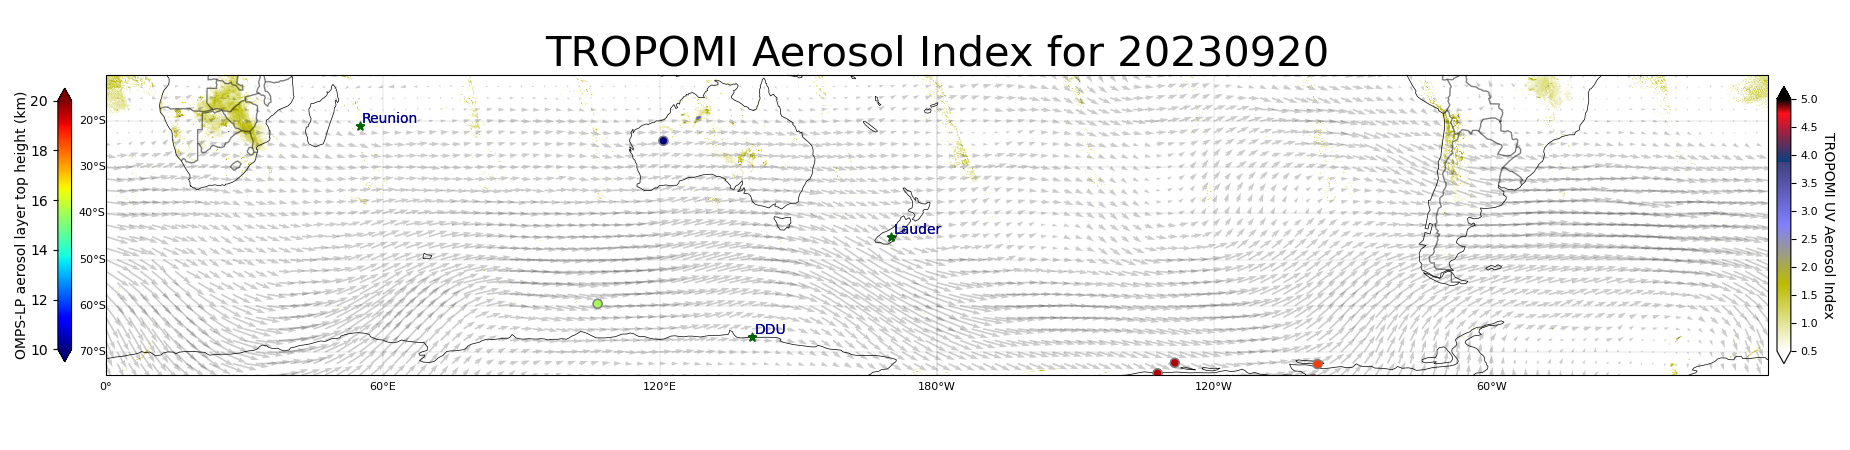 TROPOMI Aerosol Index for 20230920
OMPS-LP aerosol layer top height (km)
20
18
16
14
12
10
20°S
30°S
40°S
50°S
60°S
70°S
Reunion
Lauder
DDU
0°
60°E
120°E
180°W
120°W
60°W
5.0
4.5
4.0
3.5
3.0
2.5
2.0
1.5
1.0
0.5
TROPOMI UV Aerosol Index